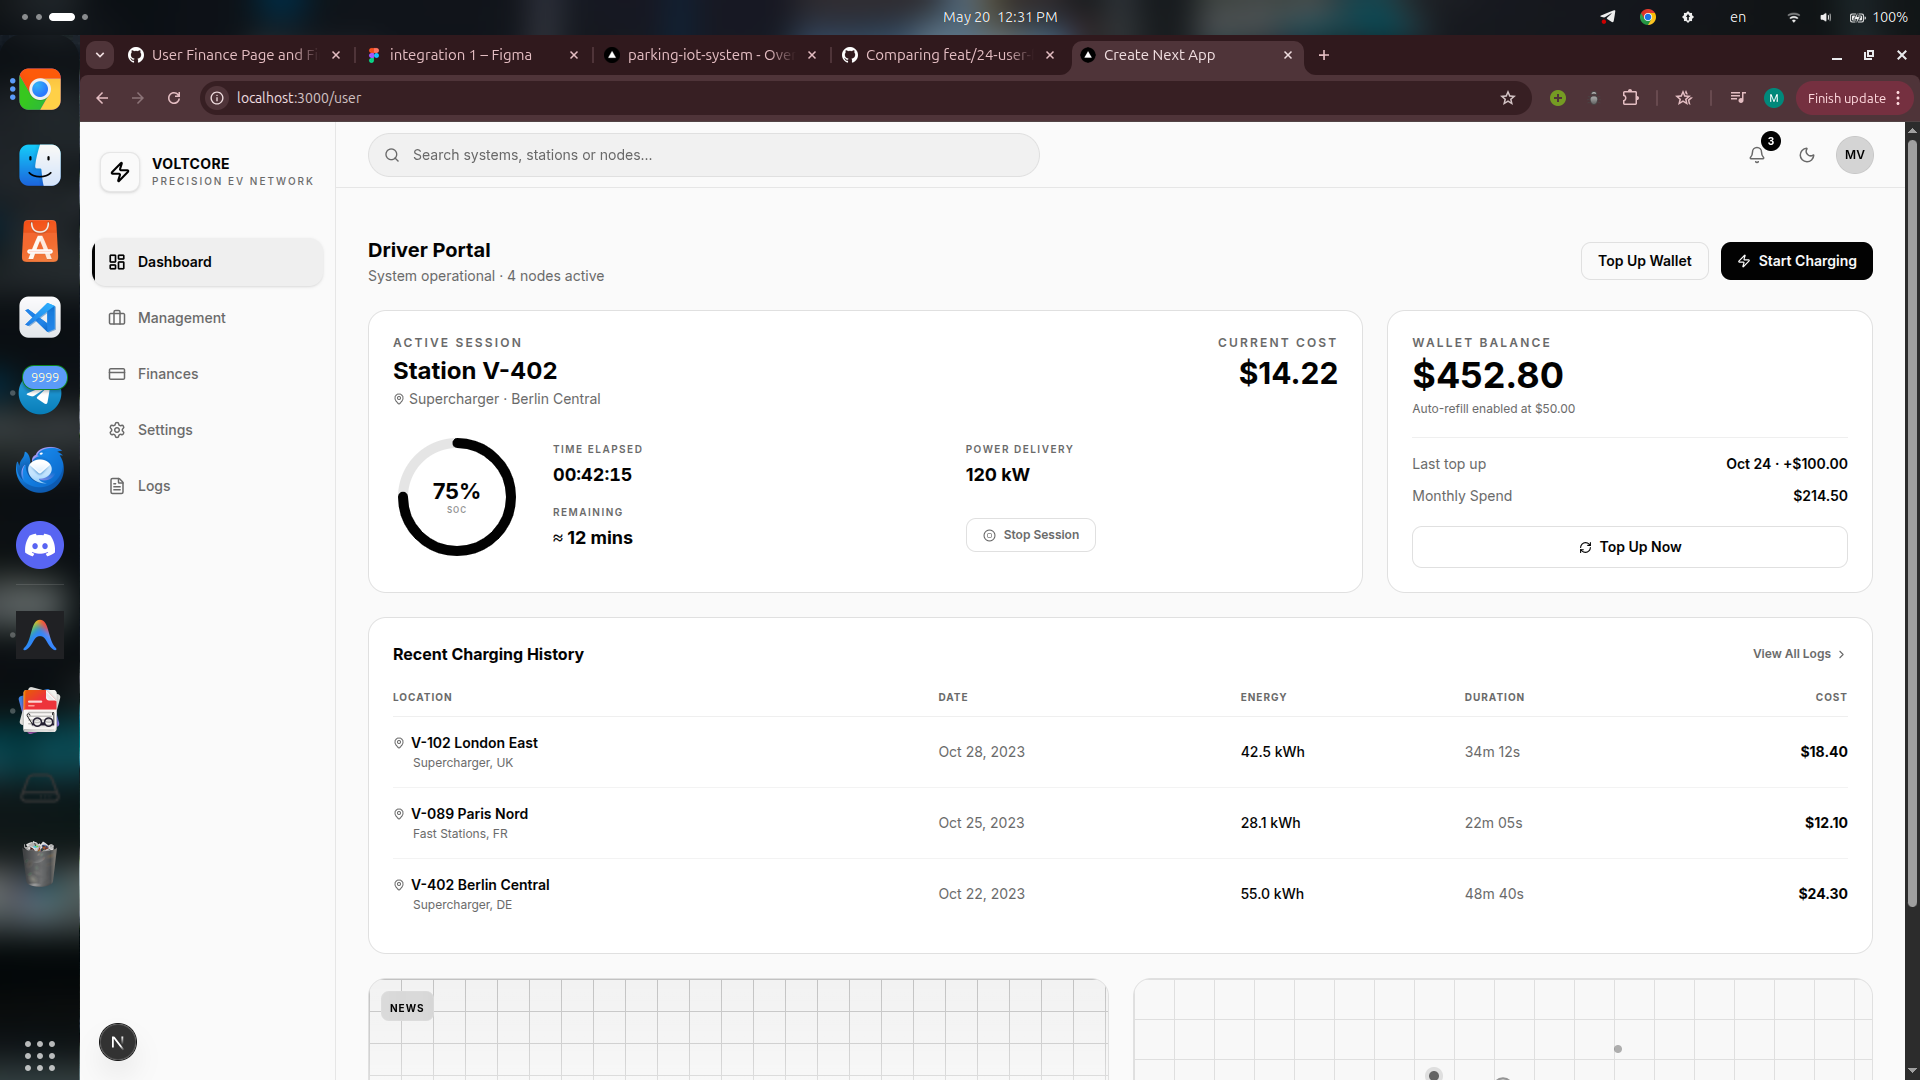 May 20 12:31 PM
en
100%
User Finance Page and Fi
integration 1 – Figma
parking-iot-system - Ove
Comparing feat/24-user-
Create Next App
localhost:3000/user
M
Finish update
9999
VOLTCORE
PRECISION EV NETWORK
Search systems, stations or nodes...
3
MV
Dashboard
Management
Finances
Settings
Logs
N
Driver Portal
System operational · 4 nodes active
Top Up Wallet
Start Charging
ACTIVE SESSION
Station V-402
Supercharger · Berlin Central
CURRENT COST
$14.22
75%
SOC
TIME ELAPSED
00:42:15
REMAINING
≈ 12 mins
POWER DELIVERY
120 kW
Stop Session
WALLET BALANCE
$452.80
Auto-refill enabled at $50.00
Last top up Oct 24 · +$100.00
Monthly Spend $214.50
Top Up Now
Recent Charging History
View All Logs
LOCATION DATE ENERGY DURATION COST
V-102 London East
Supercharger, UK
Oct 28, 2023 42.5 kWh 34m 12s $18.40
V-089 Paris Nord
Fast Stations, FR
Oct 25, 2023 28.1 kWh 22m 05s $12.10
V-402 Berlin Central
Supercharger, DE
Oct 22, 2023 55.0 kWh 48m 40s $24.30
NEWS